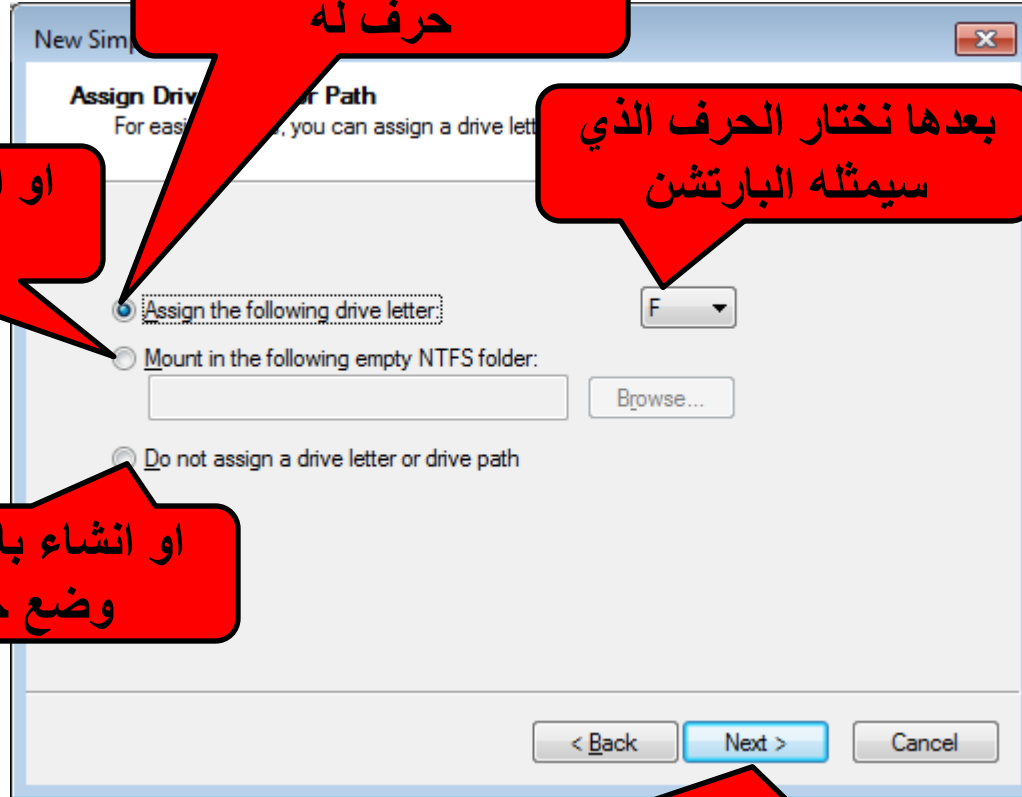 حرف له
New Sim
Assign Driv r Path
For easi , you can assign a drive lett
بعدها نختار الحرف الذي
سيمثله البارتشن
او ا
Assign the following drive letter:
F
Mount in the following empty NTFS folder:
Browse...
Do not assign a drive letter or drive path
او انشاء با
وضع
< Back
Next >
Cancel